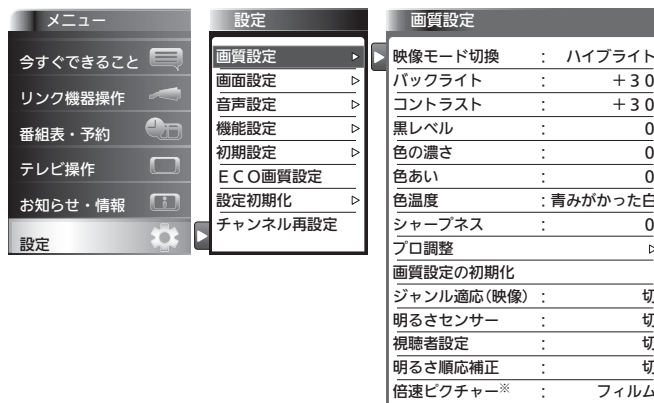 メニュー
今すぐできること
リンク機器操作
番組表・予約
テレビ操作
お知らせ・情報
設定
設定
画質設定
画面設定
音声設定
機能設定
初期設定
ECO画質設定
設定初期化
チャンネル再設定
画質設定
映像モード切換 : ハイブライト
バックライト : +30
コントラスト : +30
黒レベル : 0
色の濃さ : 0
色あい : 0
色温度 : 青みがかった白
シャープネス : 0
プロ調整
画質設定の初期化
ジャンル適応(映像) : 切
明るさセンサー : 切
視聴者設定 : 切
明るさ順応補正 : 切
倍速ピクチャー※ : フィルム